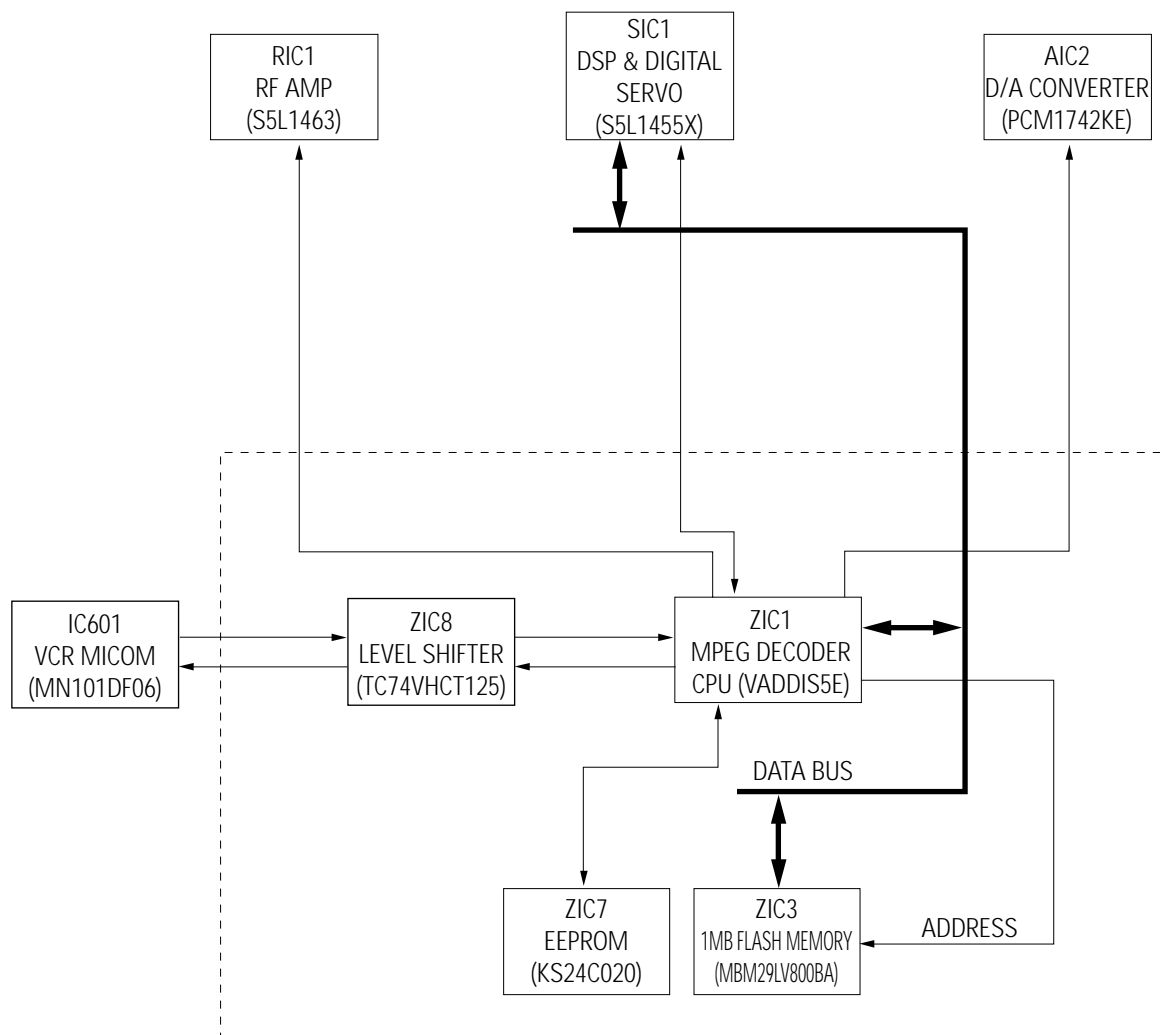 RIC1
RF AMP
(S5L1463)
SIC1
DSP & DIGITAL
SERVO
(S5L1455X)
AIC2
D/A CONVERTER
(PCM1742KE)
IC601
VCR MICOM
(MN101DF06)
ZIC8
LEVEL SHIFTER
(TC74VHCT125)
ZIC1
MPEG DECODER
CPU (VADDIS5E)
DATA BUS
ZIC7
EEPROM
(KS24C020)
ZIC3
1MB FLASH MEMORY
(MBM29LV800BA)
ADDRESS